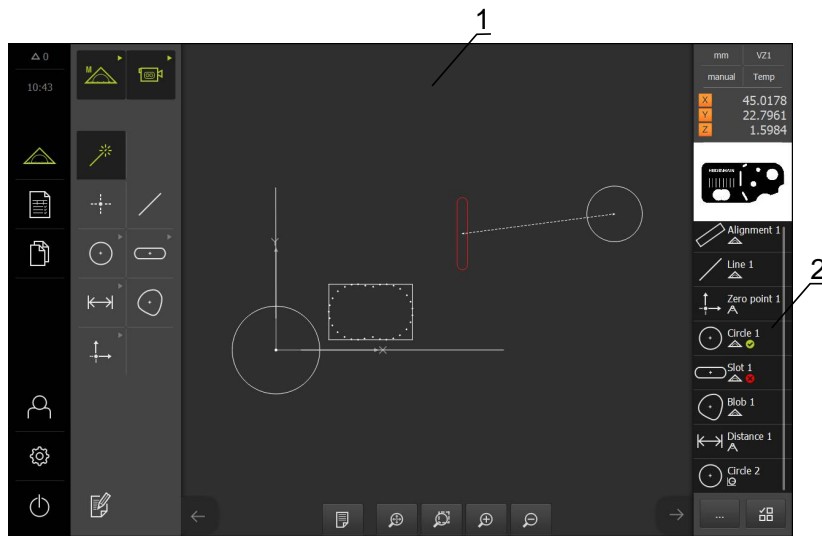 1
△ 0
10:43
M
mm VZ1
manual Temp
X 45.0178
Y 22.7961
Z 1.5984
HEIDENHAIN
Alignment 1
Line 1
Zero point 1
2
Circle 1
Slot 1
Blob 1
Distance 1
Circle 2
Y
X
...